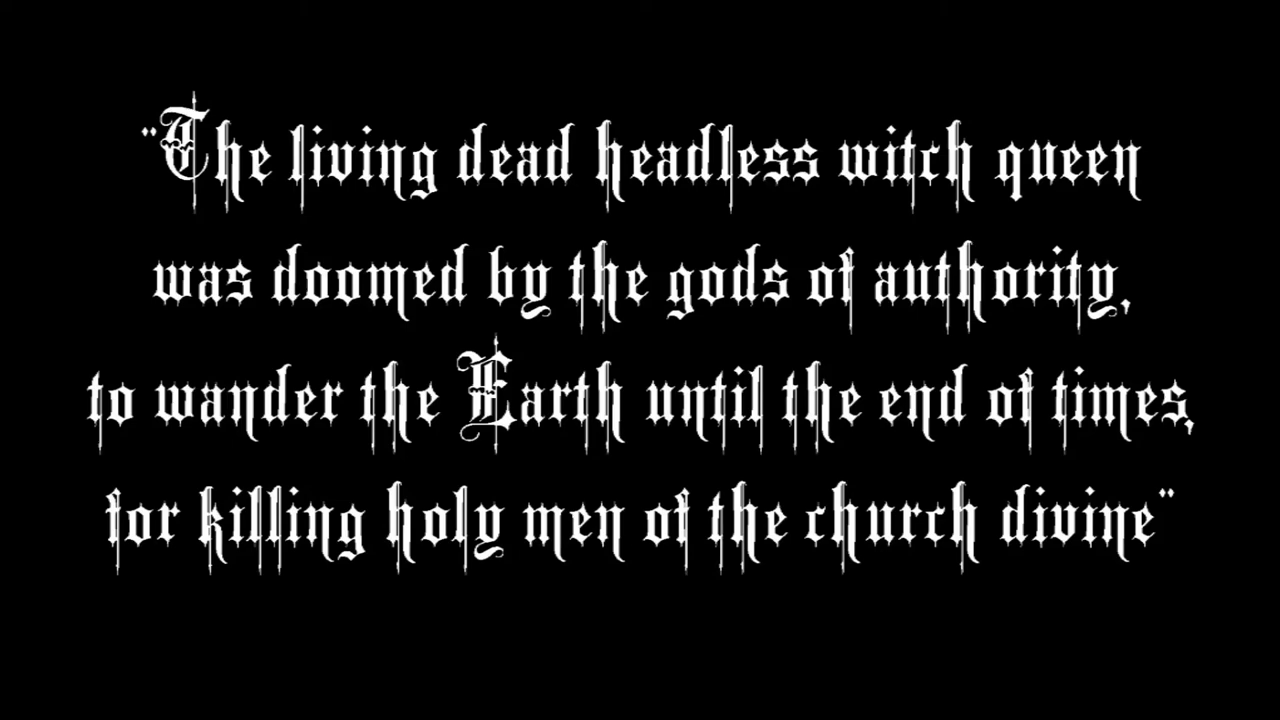 "The living dead headless witch queen
was doomed by the gods of authority,
to wander the Earth until the end of times,
for killing holy men of the church divine"